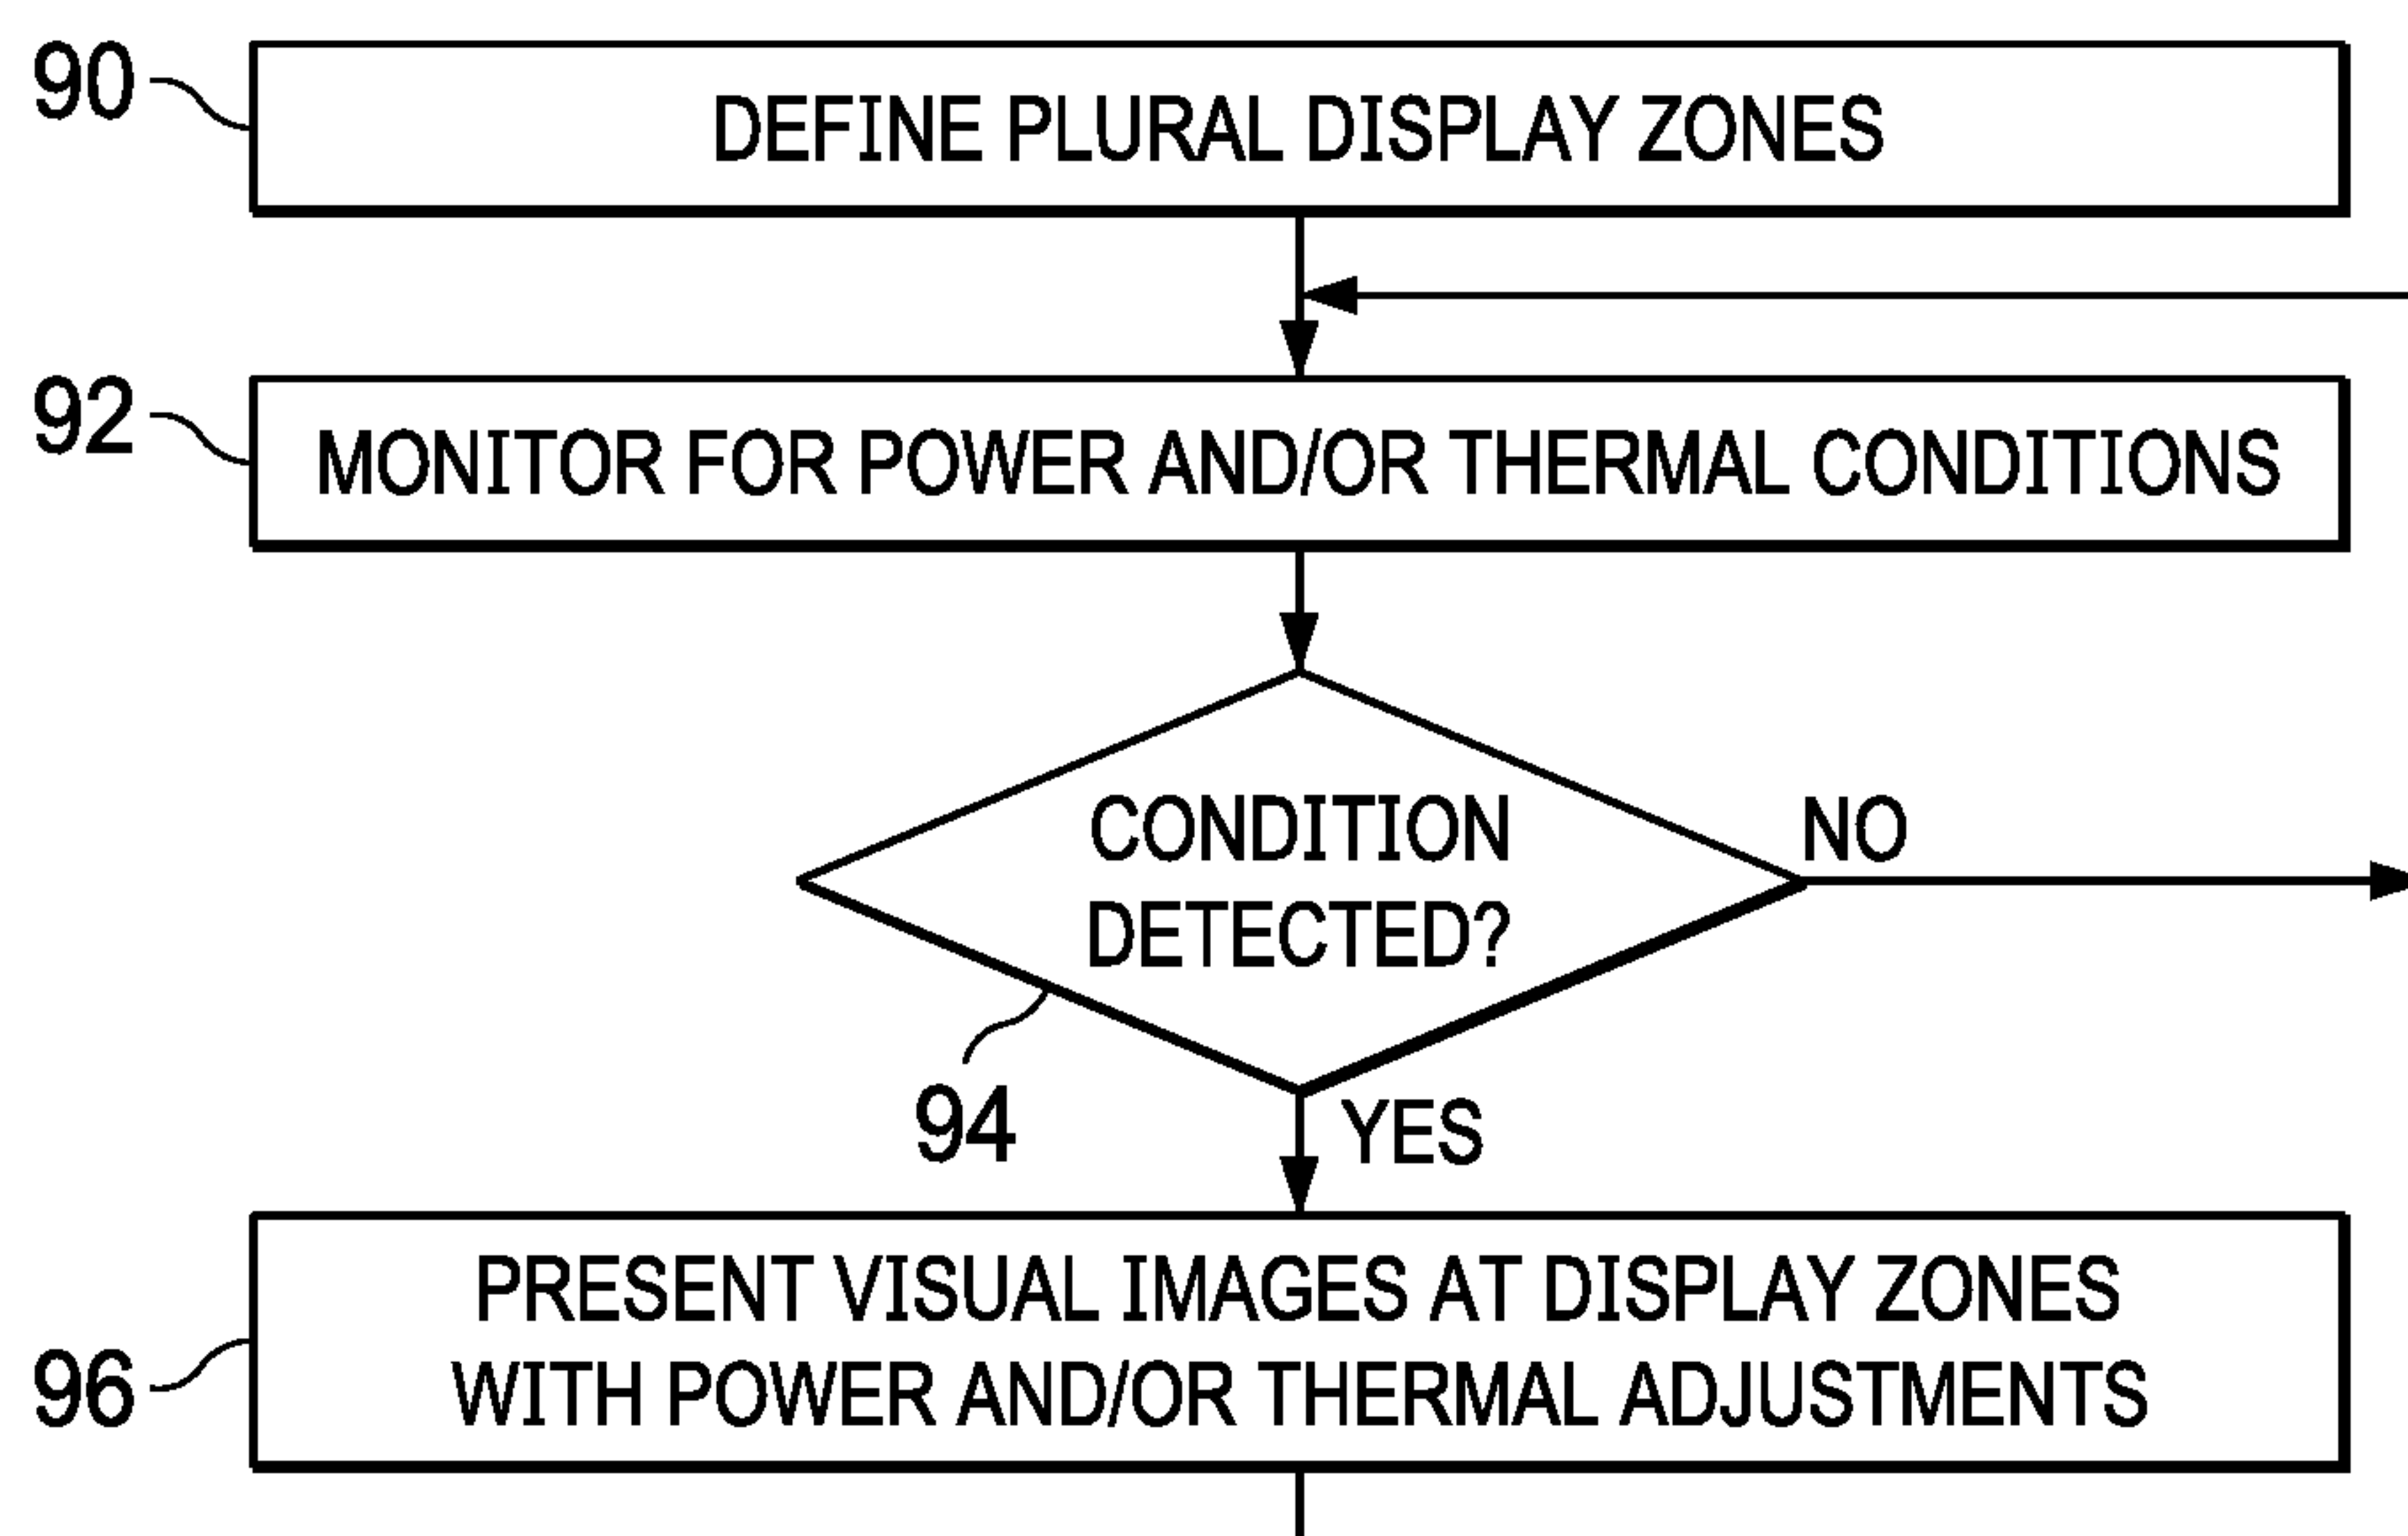 90
DEFINE PLURAL DISPLAY ZONES
92
MONITOR FOR POWER AND/OR THERMAL CONDITIONS
CONDITION
DETECTED?
NO
94
YES
PRESENT VISUAL IMAGES AT DISPLAY ZONES
96
WITH POWER AND/OR THERMAL ADJUSTMENTS